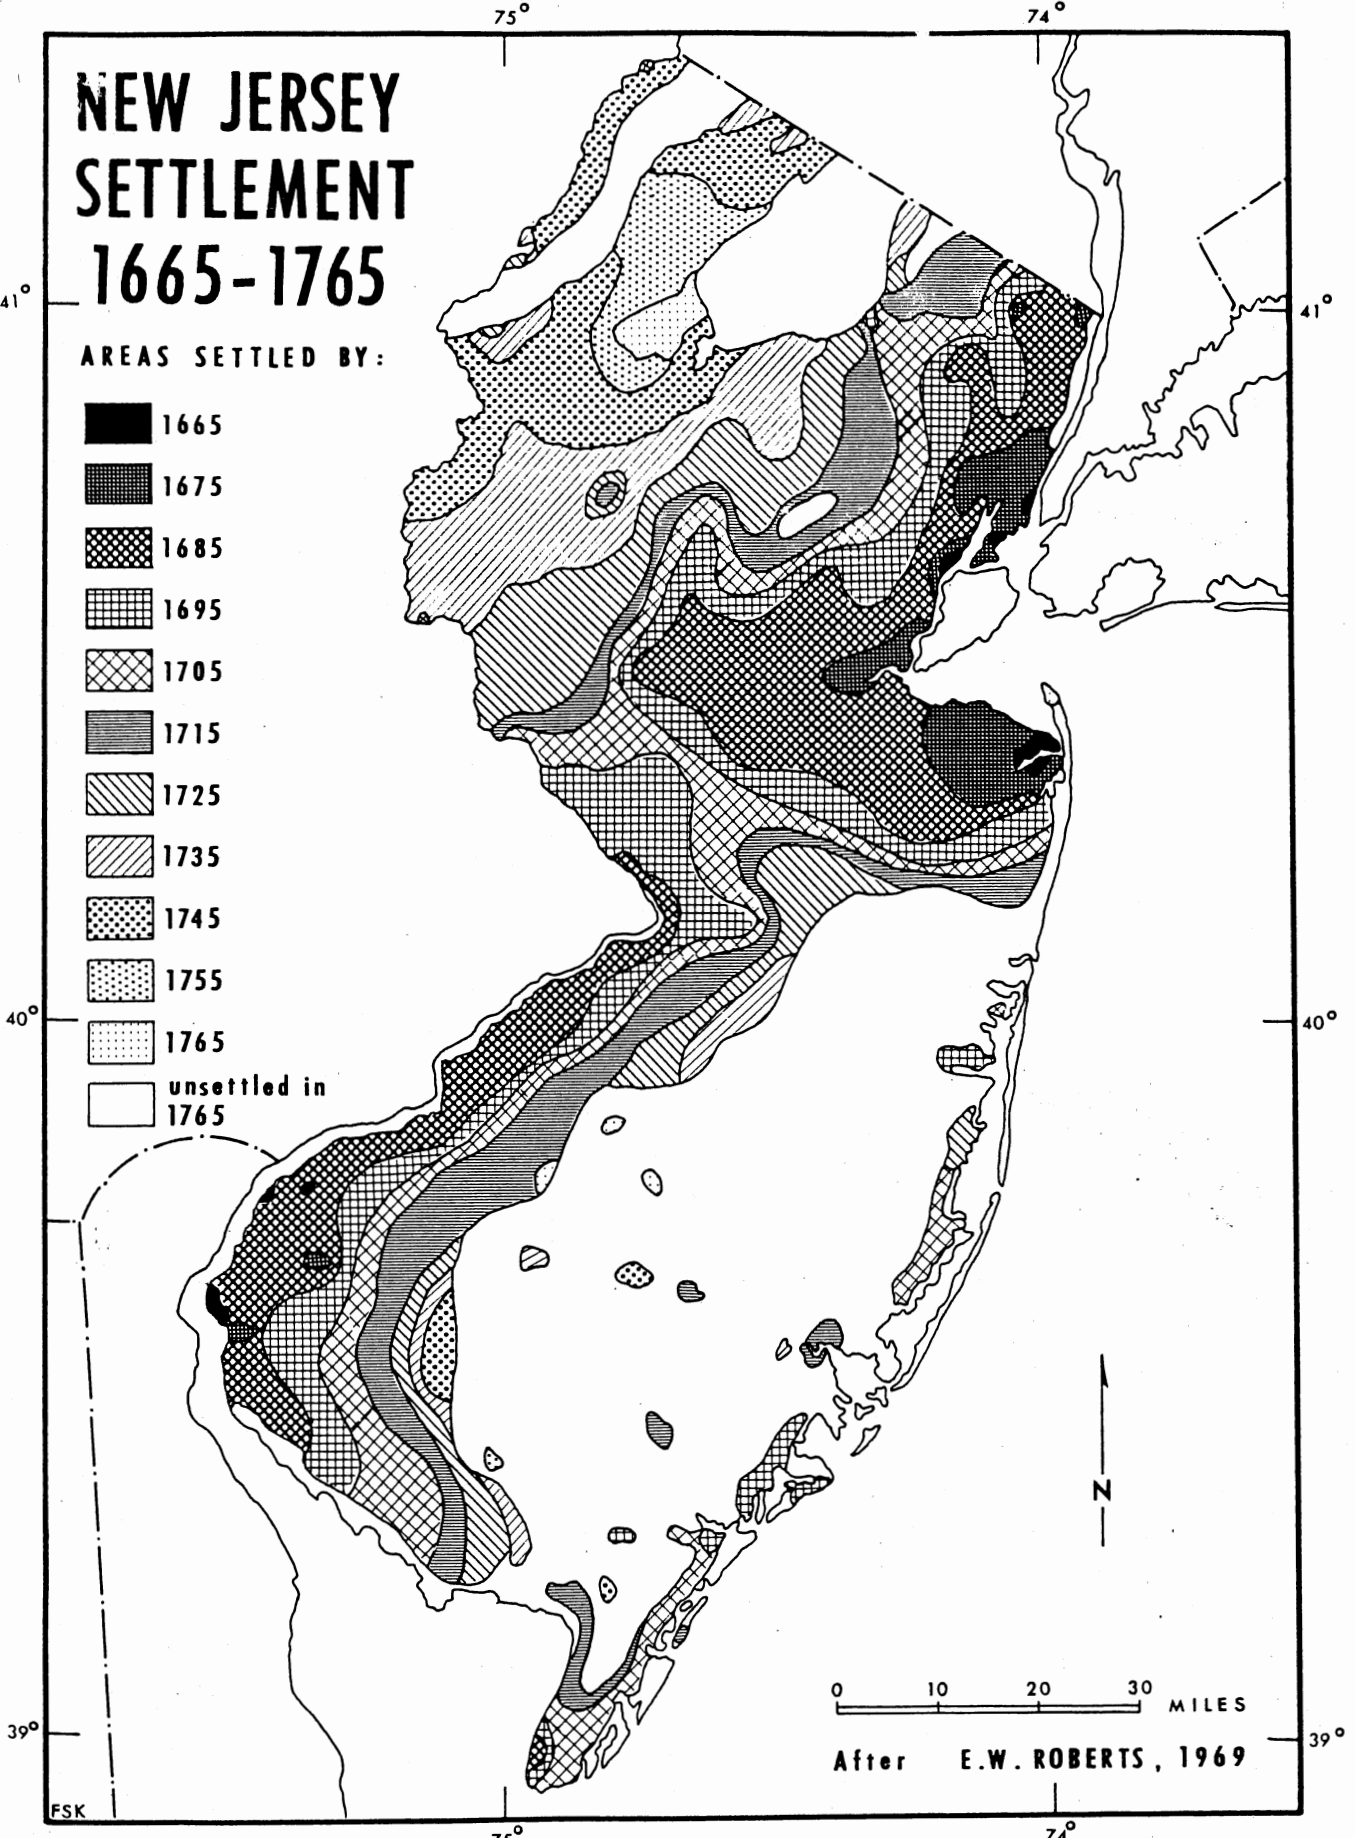 75° 74°
NEW JERSEY
SETTLEMENT
1665-1765
41° 41°
AREAS SETTLED BY:
1665
1675
1685
1695
1705
1715
1725
1735
1745
1755
1765
unsettled in
1765
40° 40°
N
0 10 20 30 MILES
39° 39°
After E.W. ROBERTS, 1969
FSK
75° 74°